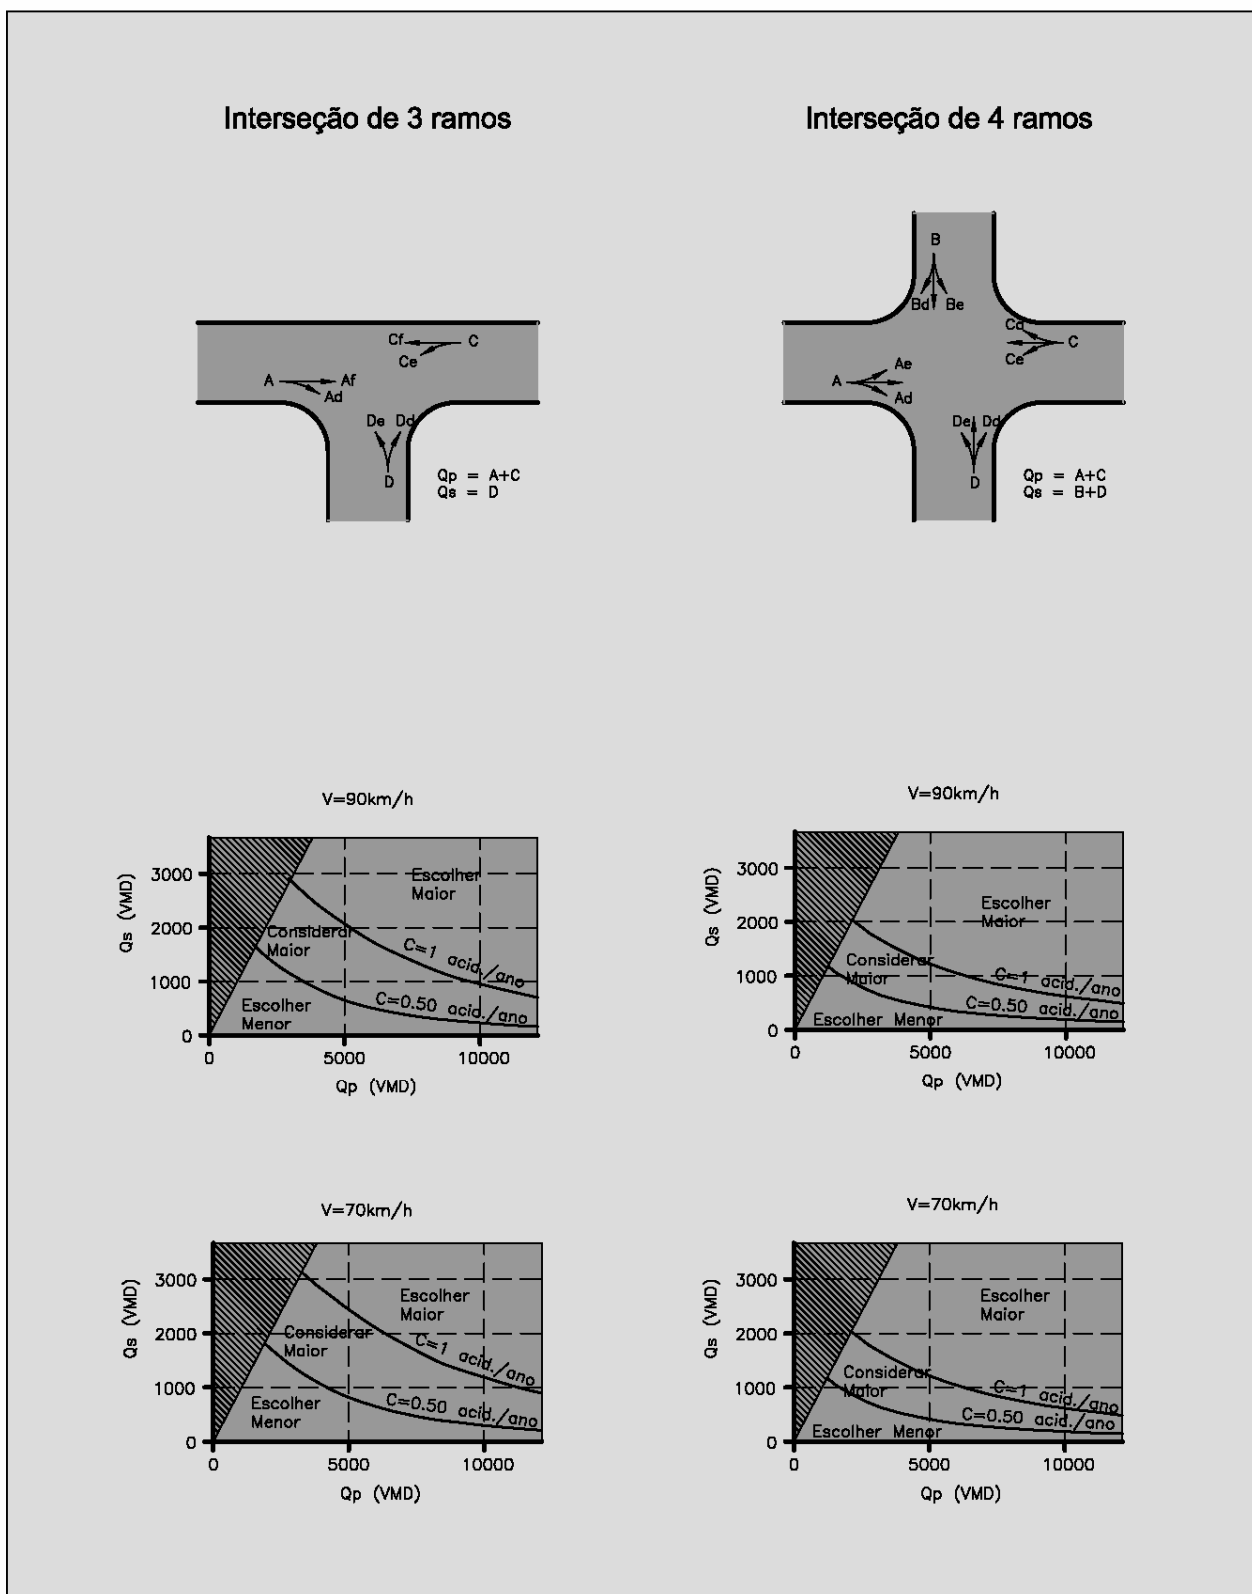 Interseção de 3 ramos
Cf
C
Ce
A
Af
Ad
De
Dd
D
Qp = A+C
Qs = D
Interseção de 4 ramos
B
Bd
Be
Cd
C
Ce
Ae
A
Ad
De
Dd
D
Qp = A+C
Qs = B+D
V=90km/h
Qs (VMD)
3000
2000
1000
0
Escolher
Maior
Considerar
Maior
C=1 acid./ano
C=0.50 acid./ano
Escolher
Menor
0
5000
10000
Qp (VMD)
V=90km/h
Qs (VMD)
3000
2000
1000
0
Escolher
Maior
Considerar
Maior
C=1 acid./ano
C=0.50 acid./ano
Escolher Menor
0
5000
10000
Qp (VMD)
V=70km/h
Qs (VMD)
3000
2000
1000
0
Escolher
Maior
Considerar
Maior
C=1 acid./ano
C=0.50 acid./ano
Escolher
Menor
0
5000
10000
Qp (VMD)
V=70km/h
Qs (VMD)
3000
2000
1000
0
Escolher
Maior
Considerar
Maior
C=1 acid./ano
C=0.50 acid./ano
Escolher Menor
0
5000
10000
Qp (VMD)